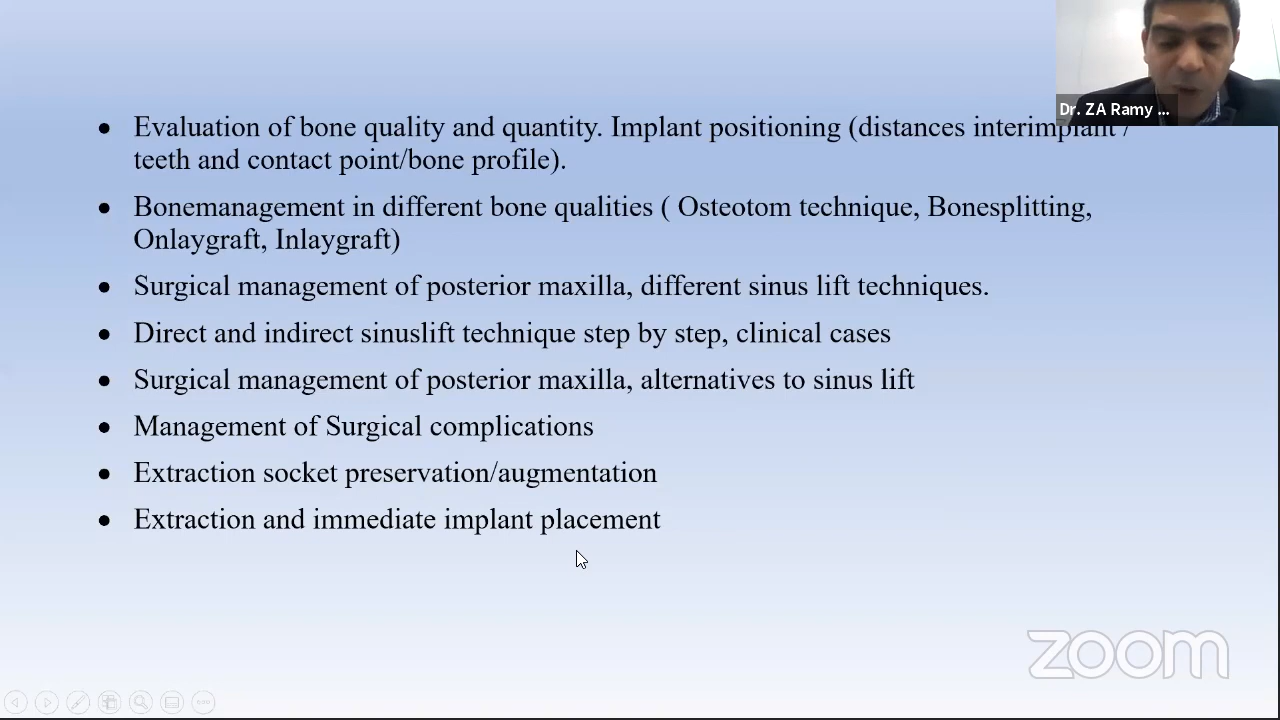 Dr. ZA Ramy ...
● Evaluation of bone quality and quantity. Implant positioning (distances interimplant /
teeth and contact point/bone profile).
● Bonemanagement in different bone qualities ( Osteotom technique, Bonesplitting,
Onlaygraft, Inlaygraft)
● Surgical management of posterior maxilla, different sinus lift techniques.
● Direct and indirect sinuslift technique step by step, clinical cases
● Surgical management of posterior maxilla, alternatives to sinus lift
● Management of Surgical complications
● Extraction socket preservation/augmentation
● Extraction and immediate implant placement
zoom